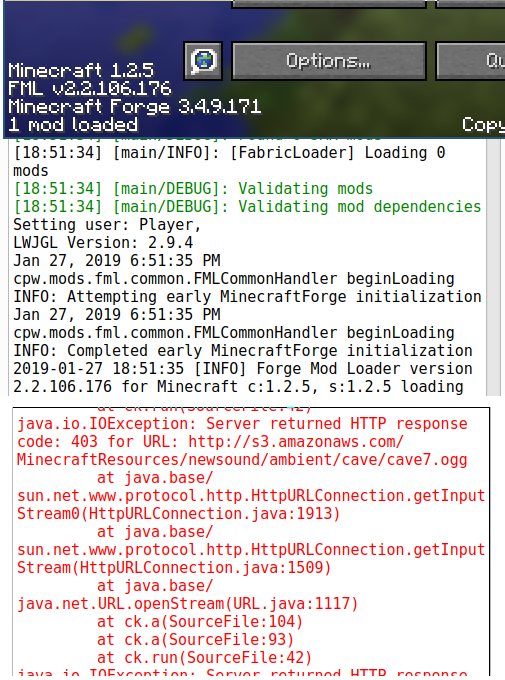 Options...
Qu
Minecraft 1.2.5
FML v2.2.106.176
Minecraft Forge 3.4.9.171
1 mod loaded
Copy
[18:51:34] [main/INFO]: [FabricLoader] Loading 0
mods
[18:51:34] [main/DEBUG]: Validating mods
[18:51:34] [main/DEBUG]: Validating mod dependencies
Setting user: Player,
LWJGL Version: 2.9.4
Jan 27, 2019 6:51:35 PM
cpw.mods.fml.common.FMLCommonHandler beginLoading
INFO: Attempting early MinecraftForge initialization
Jan 27, 2019 6:51:35 PM
cpw.mods.fml.common.FMLCommonHandler beginLoading
INFO: Completed early MinecraftForge initialization
2019-01-27 18:51:35 [INFO] Forge Mod Loader version
2.2.106.176 for Minecraft c:1.2.5, s:1.2.5 loading
at ck.run(SourceFile:42)
java.io.IOException: Server returned HTTP response
code: 403 for URL: http://s3.amazonaws.com/
MinecraftResources/newsound/ambient/cave/cave7.ogg
at java.base/
sun.net.www.protocol.http.HttpURLConnection.getInput
Stream0(HttpURLConnection.java:1913)
at java.base/
sun.net.www.protocol.http.HttpURLConnection.getInput
Stream(HttpURLConnection.java:1509)
at java.base/
java.net.URL.openStream(URL.java:1117)
at ck.a(SourceFile:104)
at ck.a(SourceFile:93)
at ck.run(SourceFile:42)
java.io.IOException: Server returned HTTP response